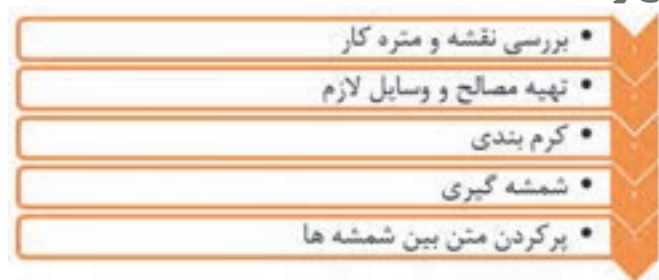 • بررسی نقشه و متره کار
• تهیه مصالح و وسایل لازم
• کرم بندی
• شمشه گیری
• پرکردن متن بین شمشه ها